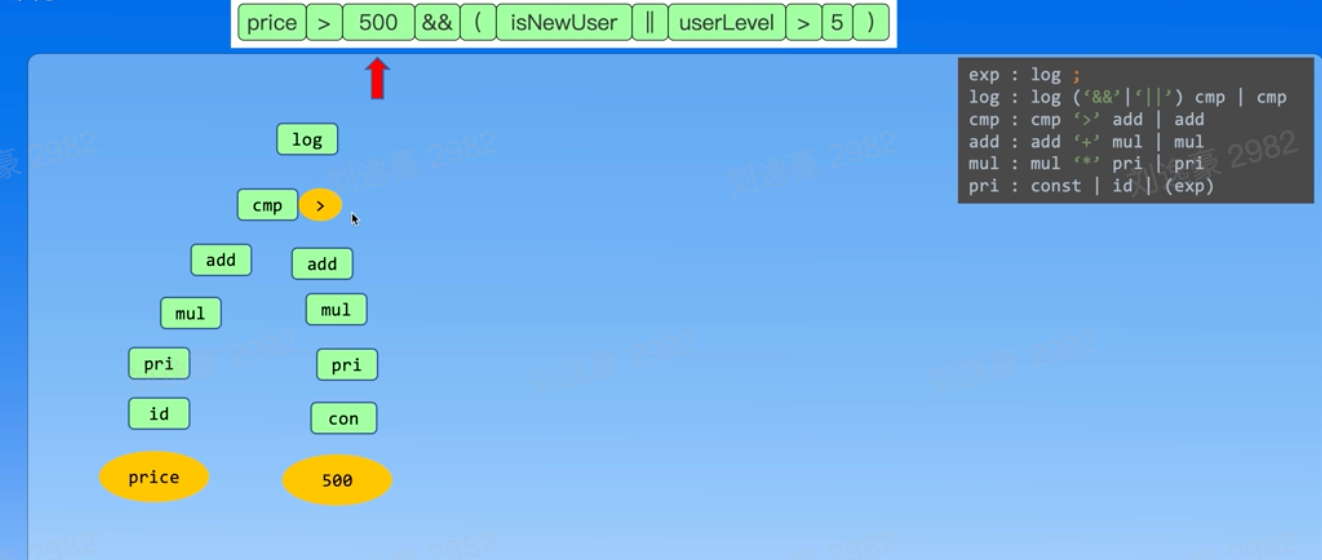 price > 500 && ( isNewUser || userLevel > 5 )
exp : log ;
log : log (‘&&’|‘||’) cmp | cmp
cmp : cmp ‘>’ add | add
add : add ‘+’ mul | mul
mul : mul ‘*’ pri | pri
pri : const | id | (exp)
log
cmp >
add add
mul mul
pri pri
id con
price 500
刘逸豪 2982